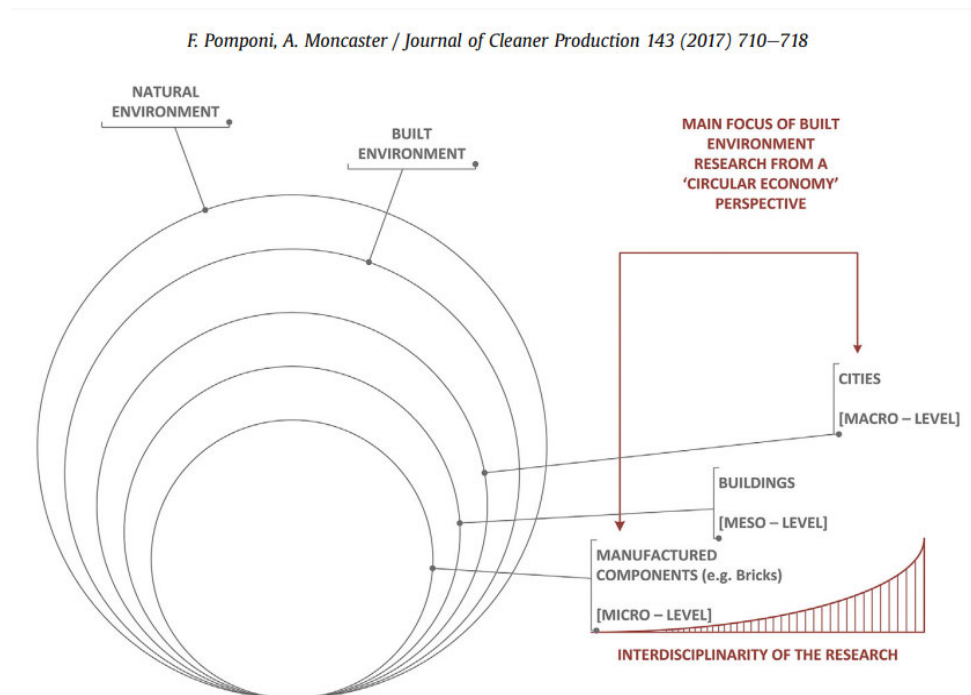 F. Pomponi, A. Moncaster / Journal of Cleaner Production 143 (2017) 710–718
NATURAL
ENVIRONMENT
BUILT
ENVIRONMENT
MAIN FOCUS OF BUILT
ENVIRONMENT
RESEARCH FROM A
‘CIRCULAR ECONOMY’
PERSPECTIVE
CITIES
[MACRO – LEVEL]
BUILDINGS
[MESO – LEVEL]
MANUFACTURED
COMPONENTS (e.g. Bricks)
[MICRO – LEVEL]
INTERDISCIPLINARITY OF THE RESEARCH